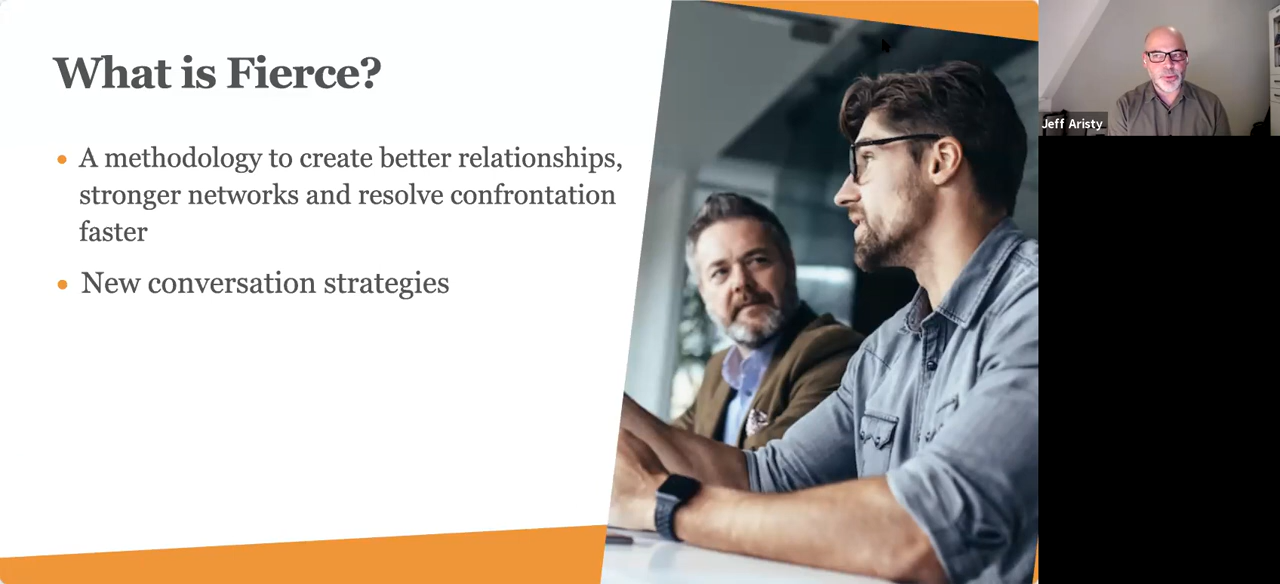 What is Fierce?
• A methodology to create better relationships,
stronger networks and resolve confrontation
faster
• New conversation strategies
Jeff Aristy